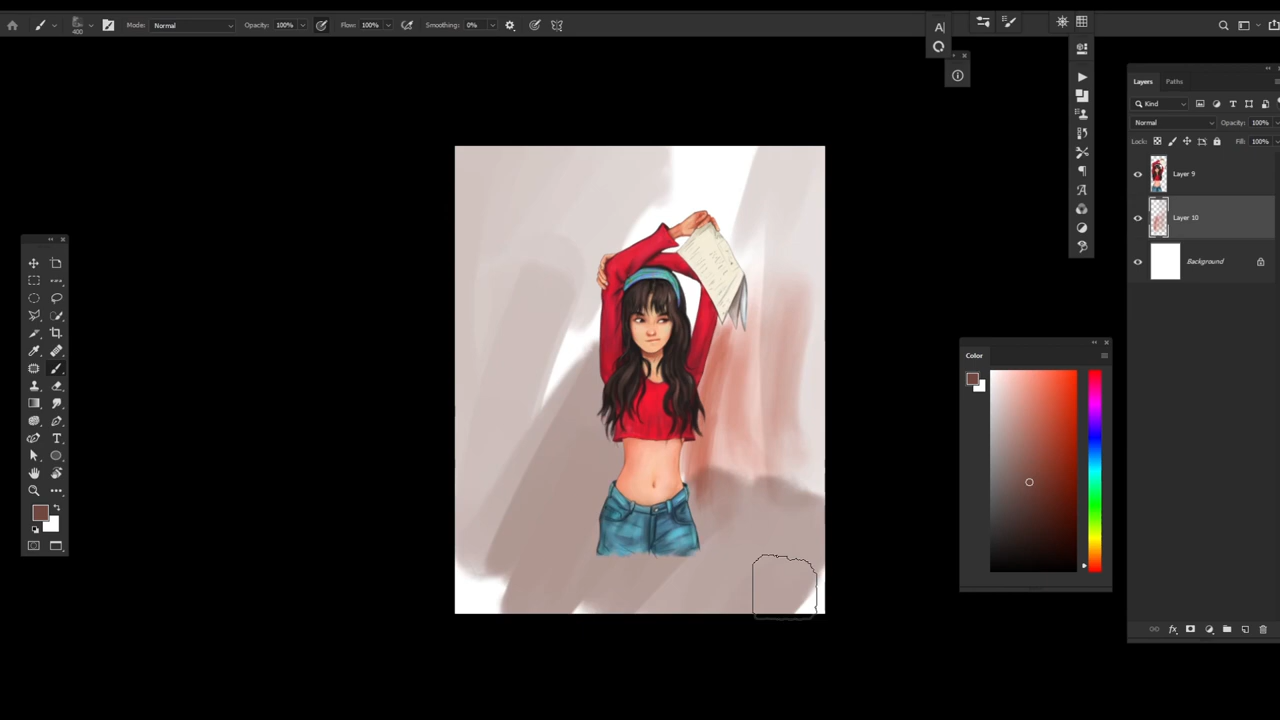 400
Mode: Normal
Opacity: 100%
Flow: 100%
Smoothing: 0%
A|
Layers
Paths
Kind
Normal
Opacity: 100%
Lock:
Fill: 100%
Layer 9
Layer 10
Background
Color